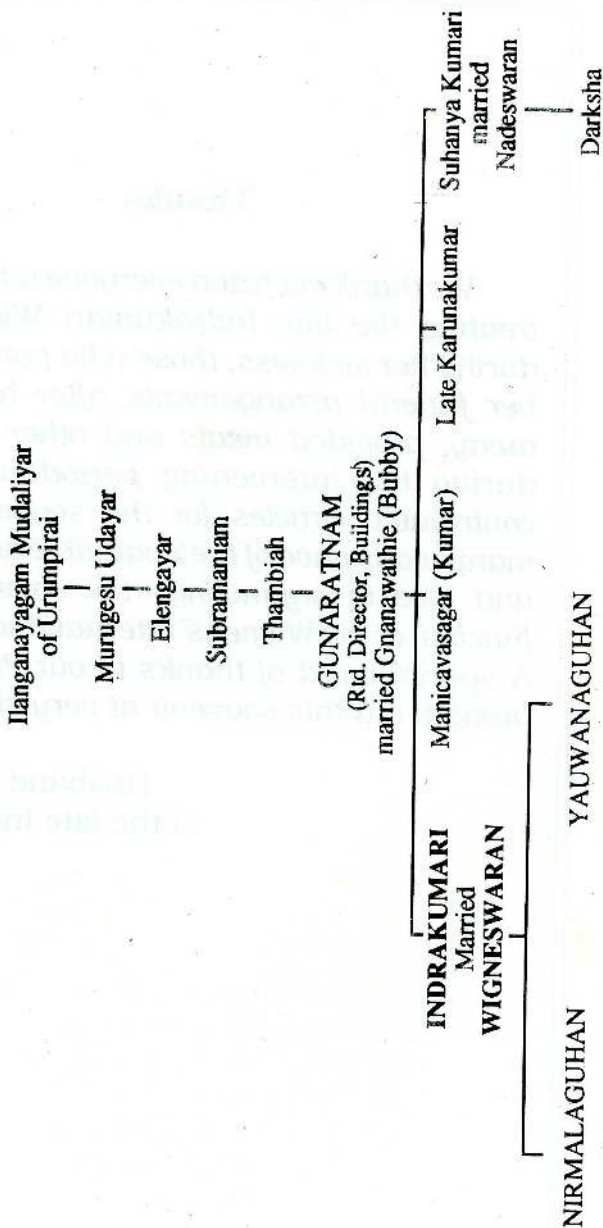 Ilanganayagam Mudaliyar
of Urumpirai
Murugesu Udayar
Elengayar
Subramaniam
Thambiah
GUNARATNAM
(Rtd. Director, Buildings)
married Gnanawathie (Bubby)
INDRAKUMARI
Married
WIGNESWARAN
Manicavasagar (Kumar)
Late Karunakumar
Suhanya Kumari
married
Nadeswaran
NIRMALAGUHAN
YAUWANAGUHAN
Darksha